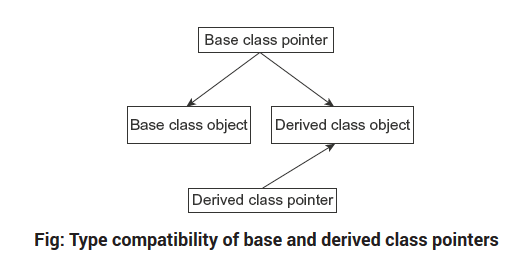 Base class pointer
Base class object
Derived class object
Derived class pointer
Fig: Type compatibility of base and derived class pointers